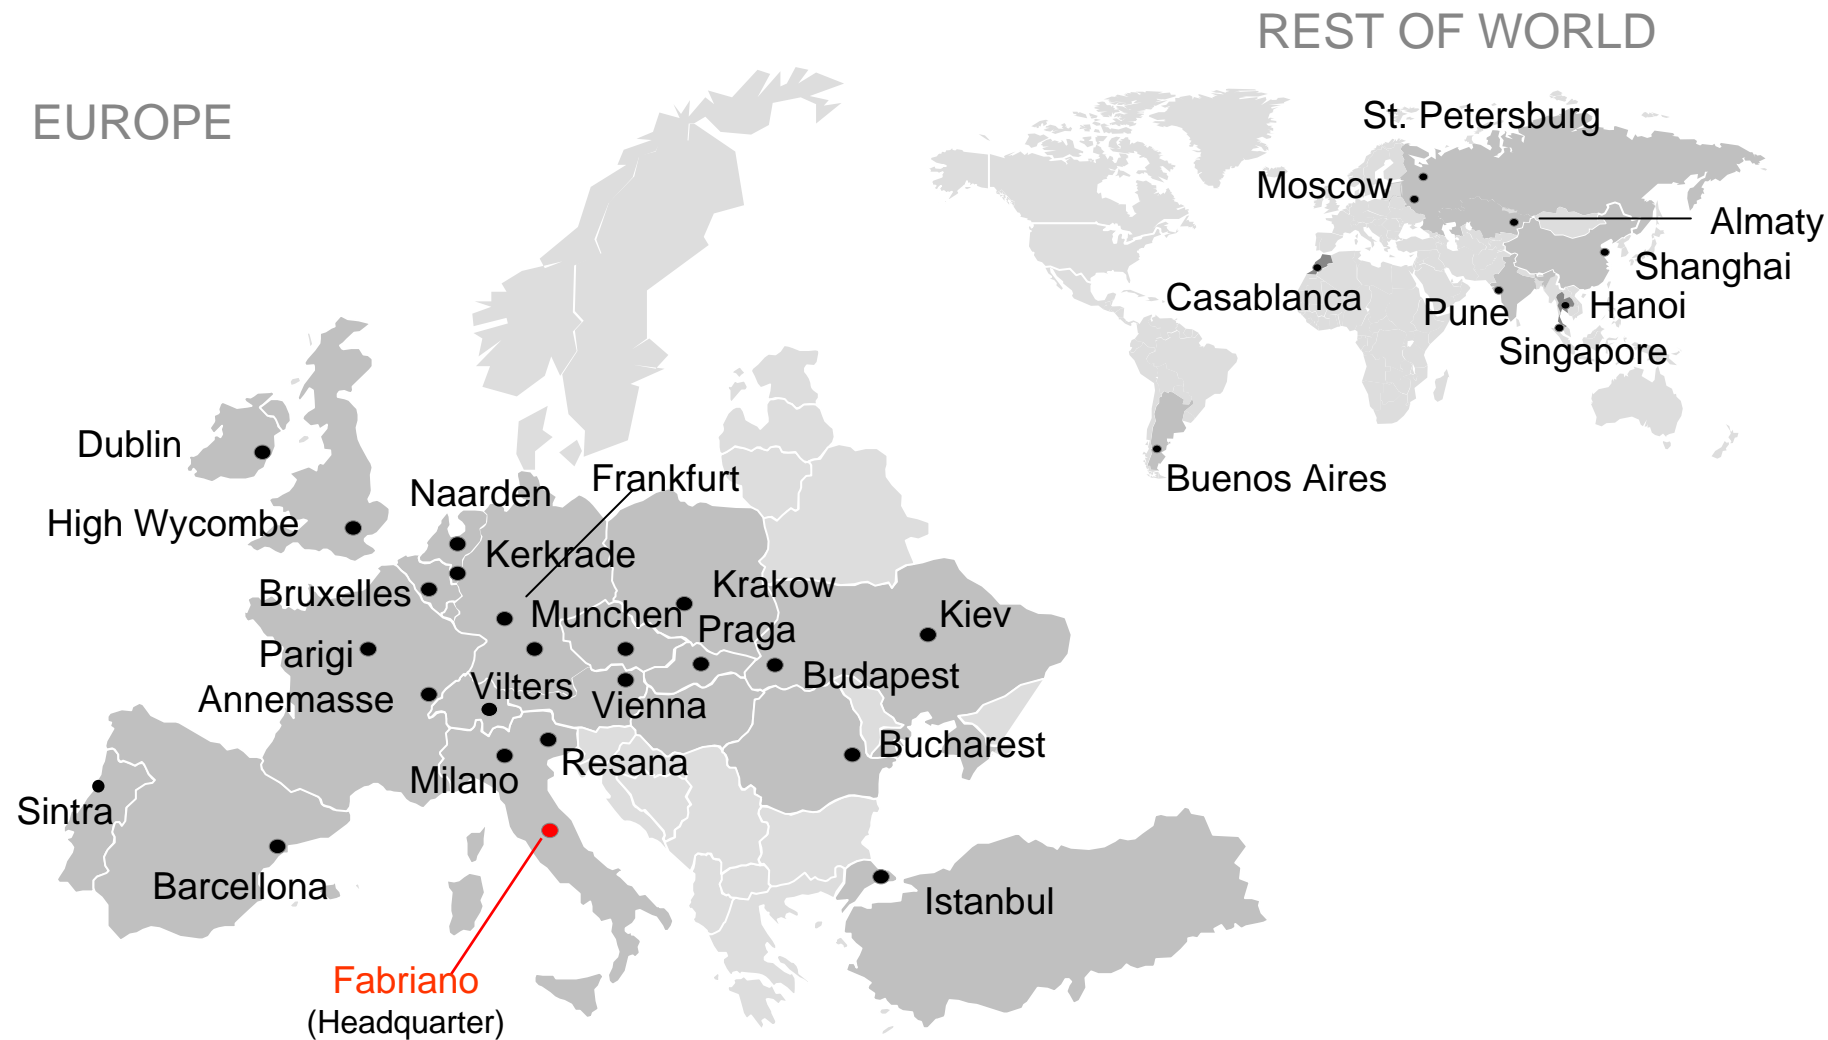 REST OF WORLD
EUROPE
St. Petersburg
Moscow
Almaty
Shanghai
Casablanca
Pune
Hanoi
Singapore
Buenos Aires
Dublin
Frankfurt
Naarden
High Wycombe
Kerkrade
Bruxelles
Krakow
Munchen
Kiev
Praga
Parigi
Budapest
Annemasse
Vilters
Vienna
Bucharest
Resana
Milano
Sintra
Barcellona
Istanbul
Fabriano
(Headquarter)